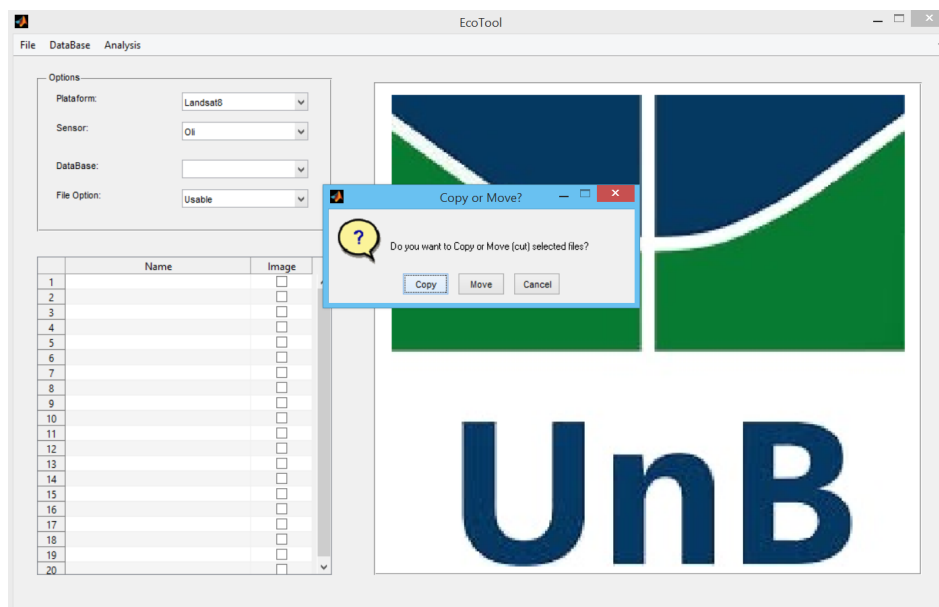 EcoTool
File DataBase Analysis
Options
Plataform: Landsat8
Sensor: Oli
DataBase:
File Option: Usable
Copy or Move?
?
Do you want to Copy or Move (cut) selected files?
Copy Move Cancel
Name Image
1
2
3
4
5
6
7
8
9
10
11
12
13
14
15
16
17
18
19
20
UnB